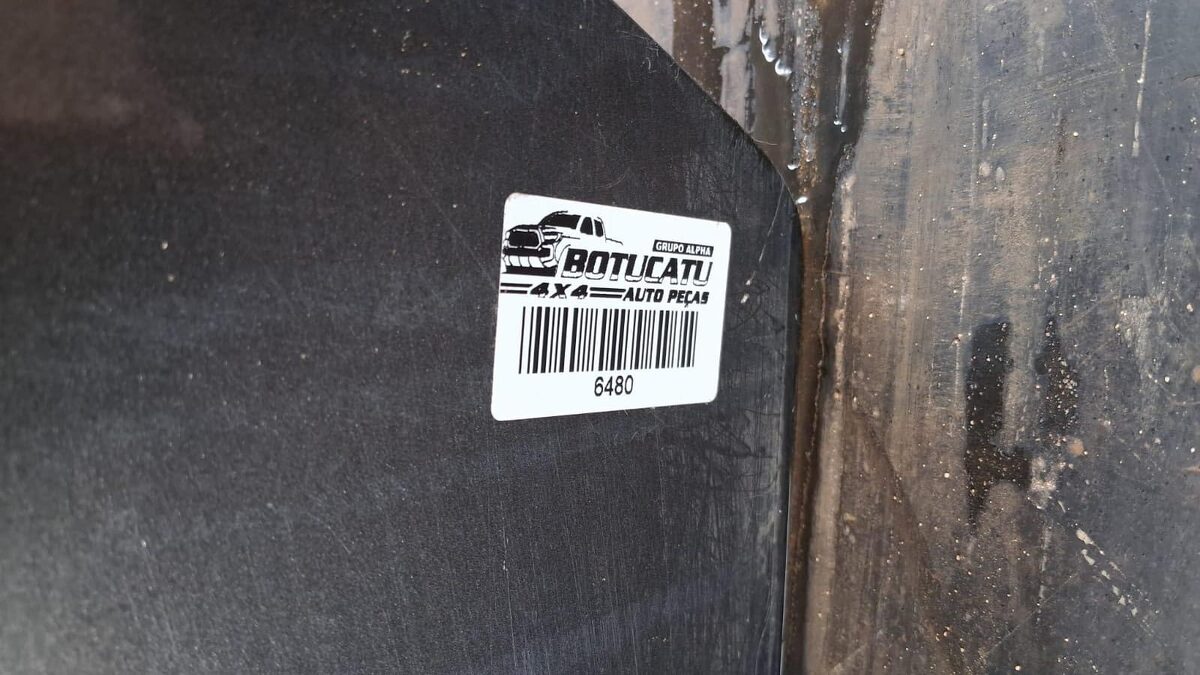 GRUPO ALPHA
BOTUCATU
4X4 AUTO PEÇAS
6480